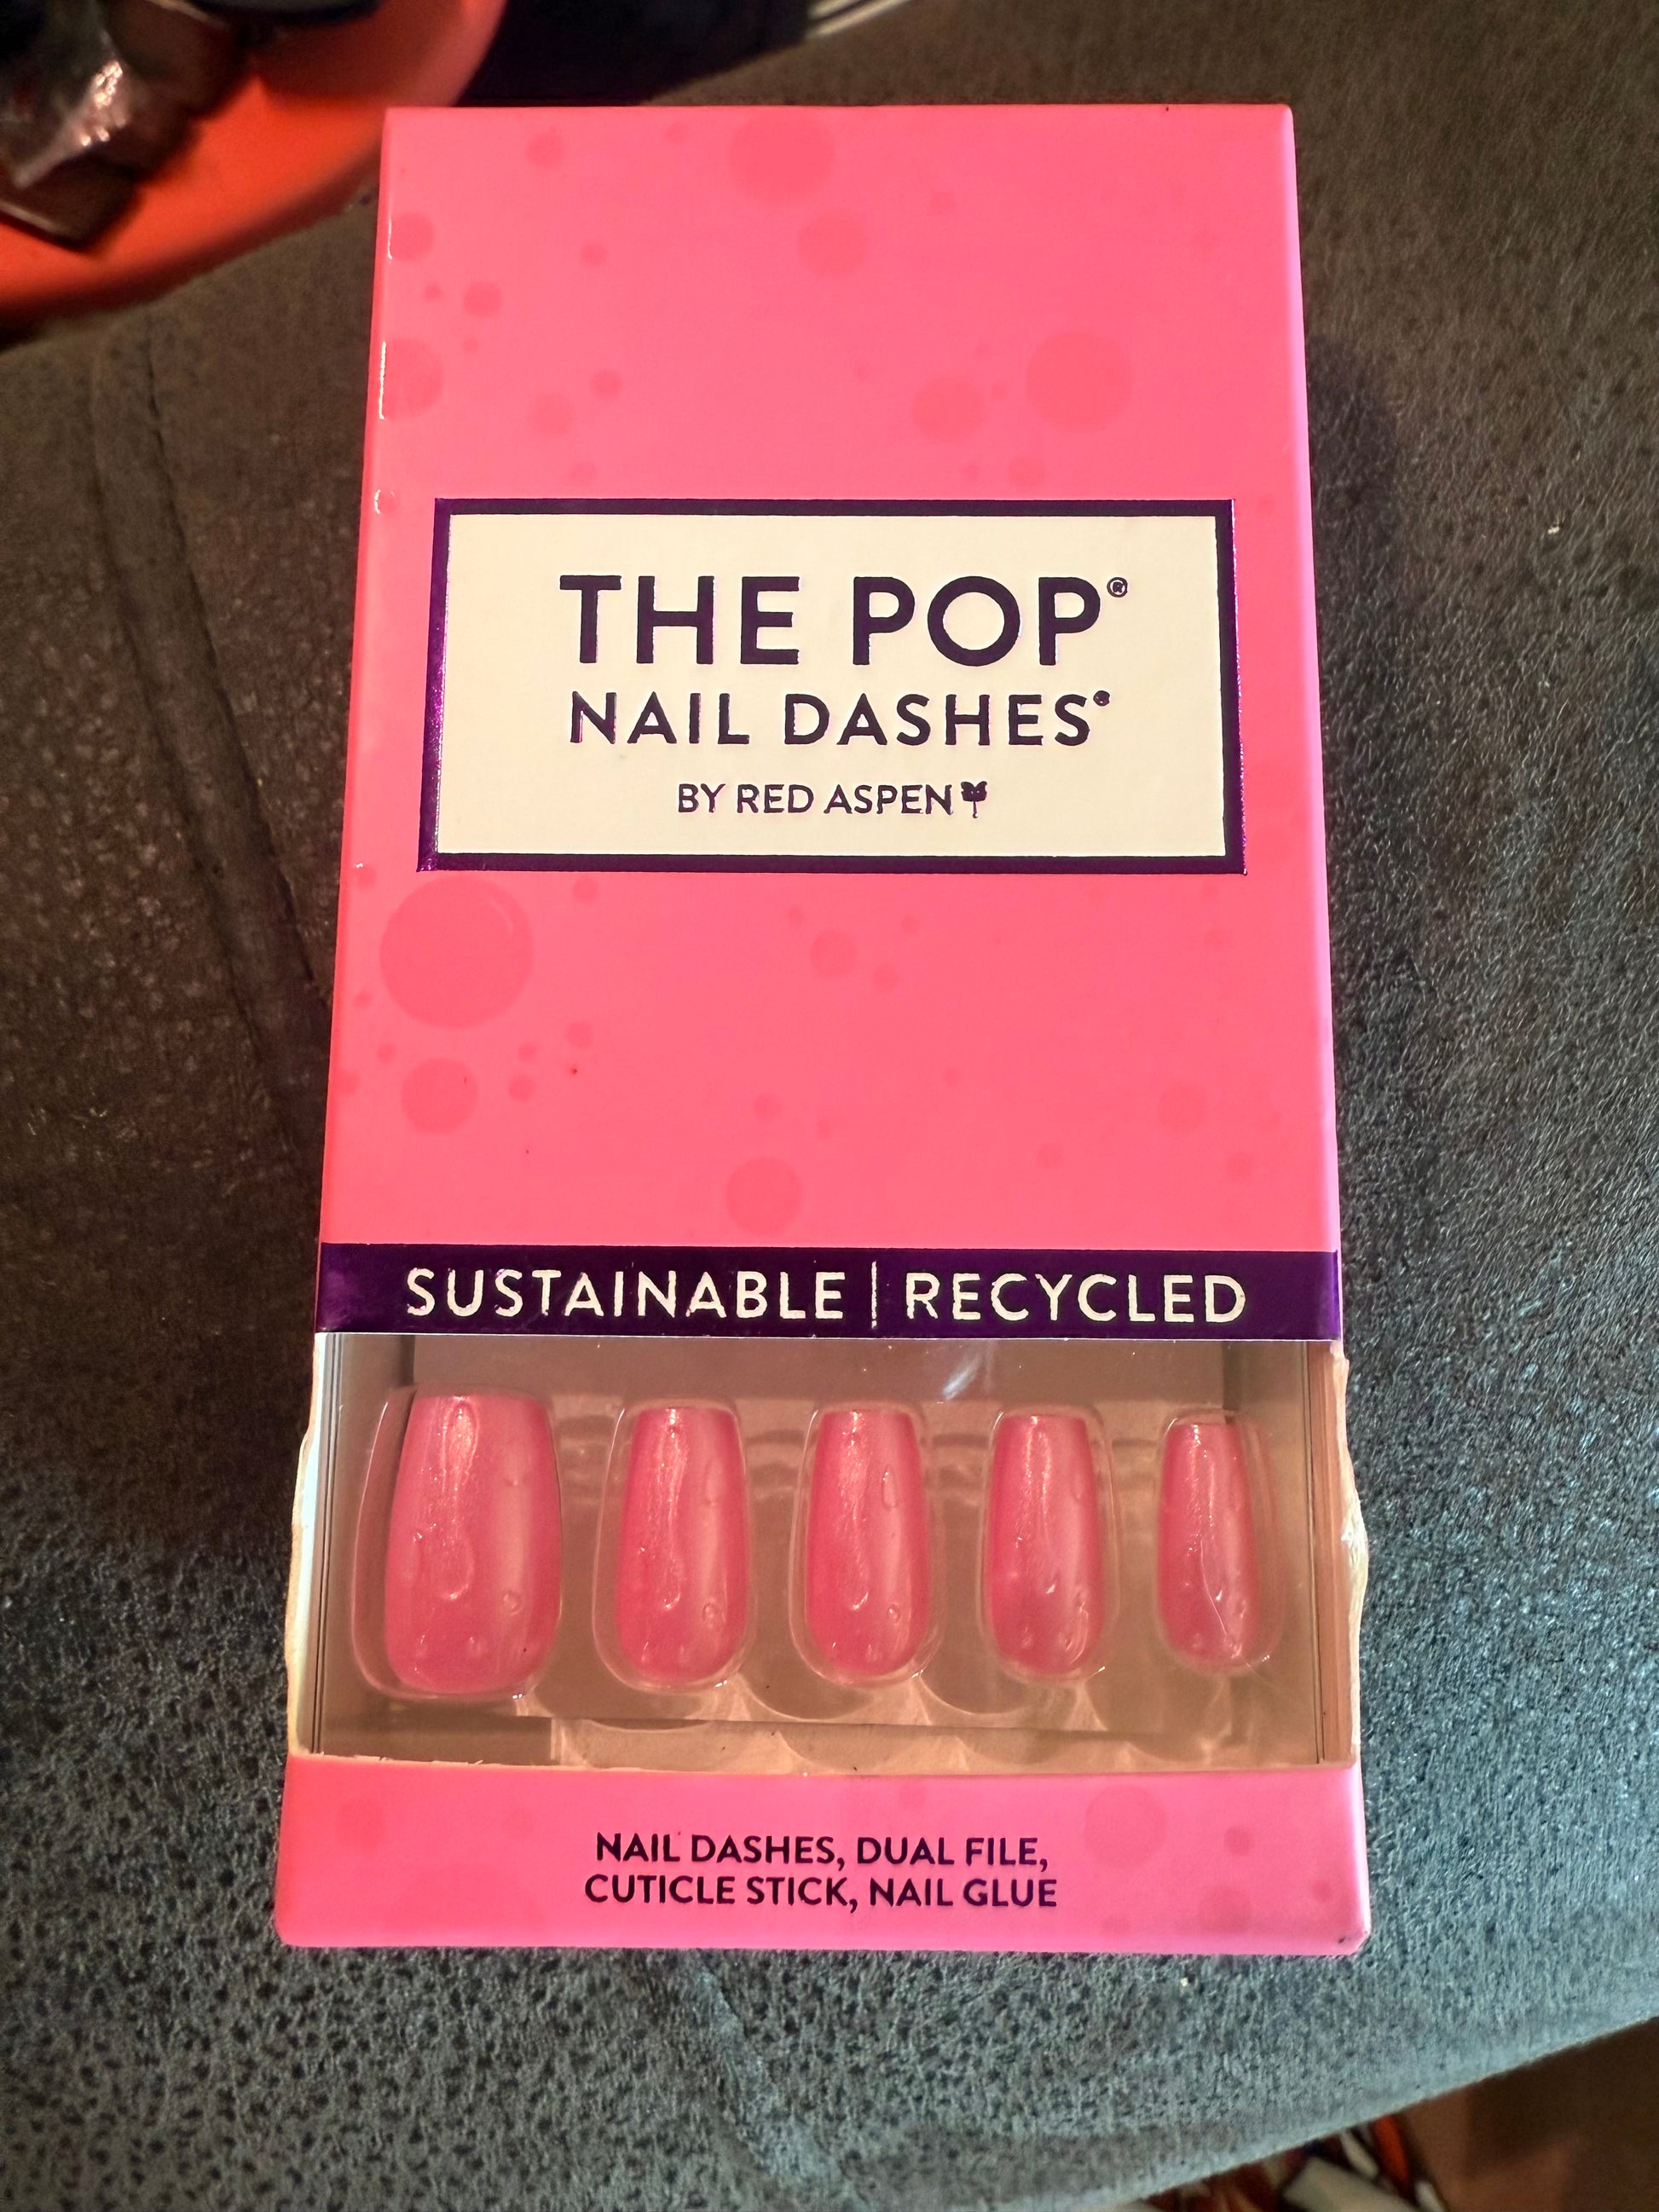 THE POP®
NAIL DASHES®
BY RED ASPEN
SUSTAINABLE | RECYCLED
NAIL DASHES, DUAL FILE,
CUTICLE STICK, NAIL GLUE